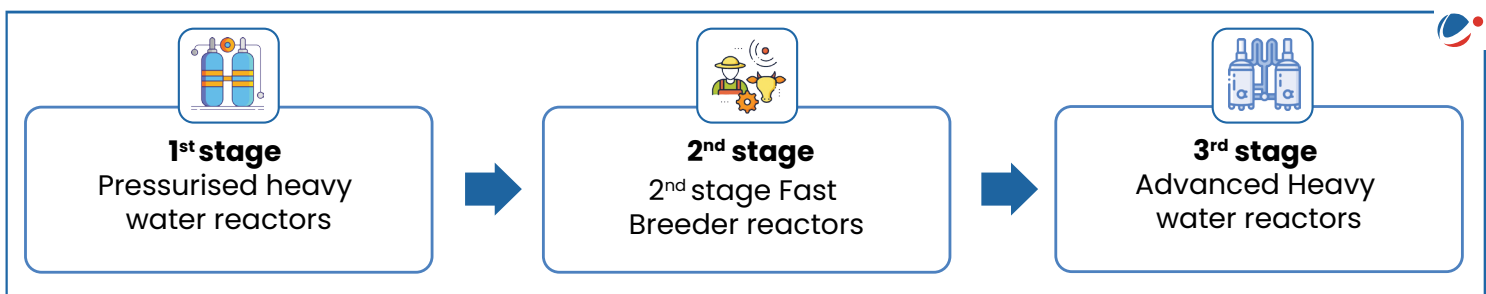 1st stage
Pressurised heavy
water reactors
2nd stage
2nd stage Fast
Breeder reactors
3rd stage
Advanced Heavy
water reactors